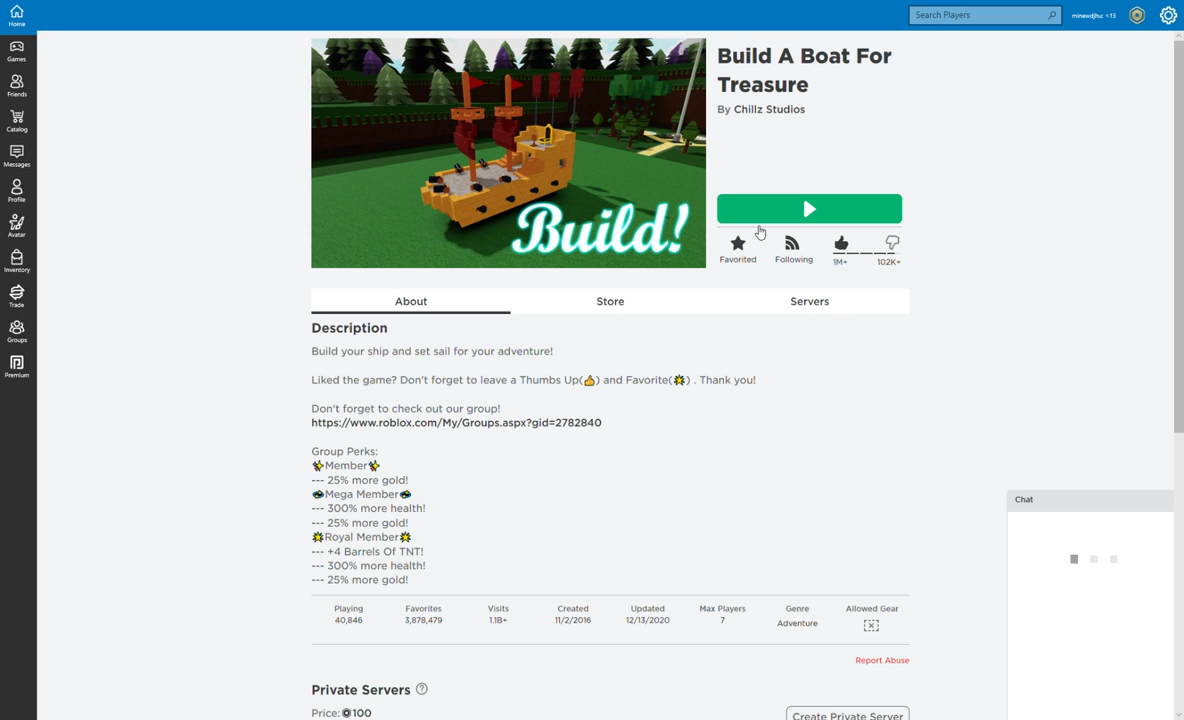 Home
Search Players
minewdjhu: <13
Games
Friends
Catalog
Messages
Profile
Avatar
Inventory
Trade
Groups
Premium
Build!
Build A Boat For
Treasure
By Chillz Studios
Favorited
Following
1M+
102K+
About
Store
Servers
Description
Build your ship and set sail for your adventure!
Liked the game? Don't forget to leave a Thumbs Up(👍) and Favorite(🌟) . Thank you!
Don't forget to check out our group!
https://www.roblox.com/My/Groups.aspx?gid=2782840
Group Perks:
Member
--- 25% more gold!
Mega Member
--- 300% more health!
--- 25% more gold!
🌟Royal Member🌟
--- +4 Barrels Of TNT!
--- 300% more health!
--- 25% more gold!
Playing Favorites Visits Created Updated Max Players Genre Allowed Gear
40,846 3,878,479 1.1B+ 11/2/2016 12/13/2020 7 Adventure
Report Abuse
Private Servers
Price: 100
Create Private Server
Chat